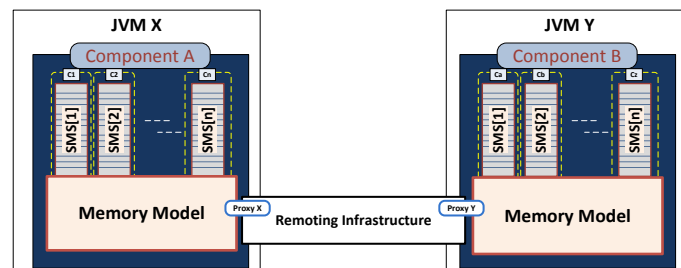 JVM X
JVM Y
Component A
Component B
C1
C2
Cn
Ca
Cb
Cz
SMS[1]
SMS[2]
SMS[n]
SMS[1]
SMS[2]
SMS[n]
Memory Model
Proxy X
Remoting Infrastructure
Proxy Y
Memory Model